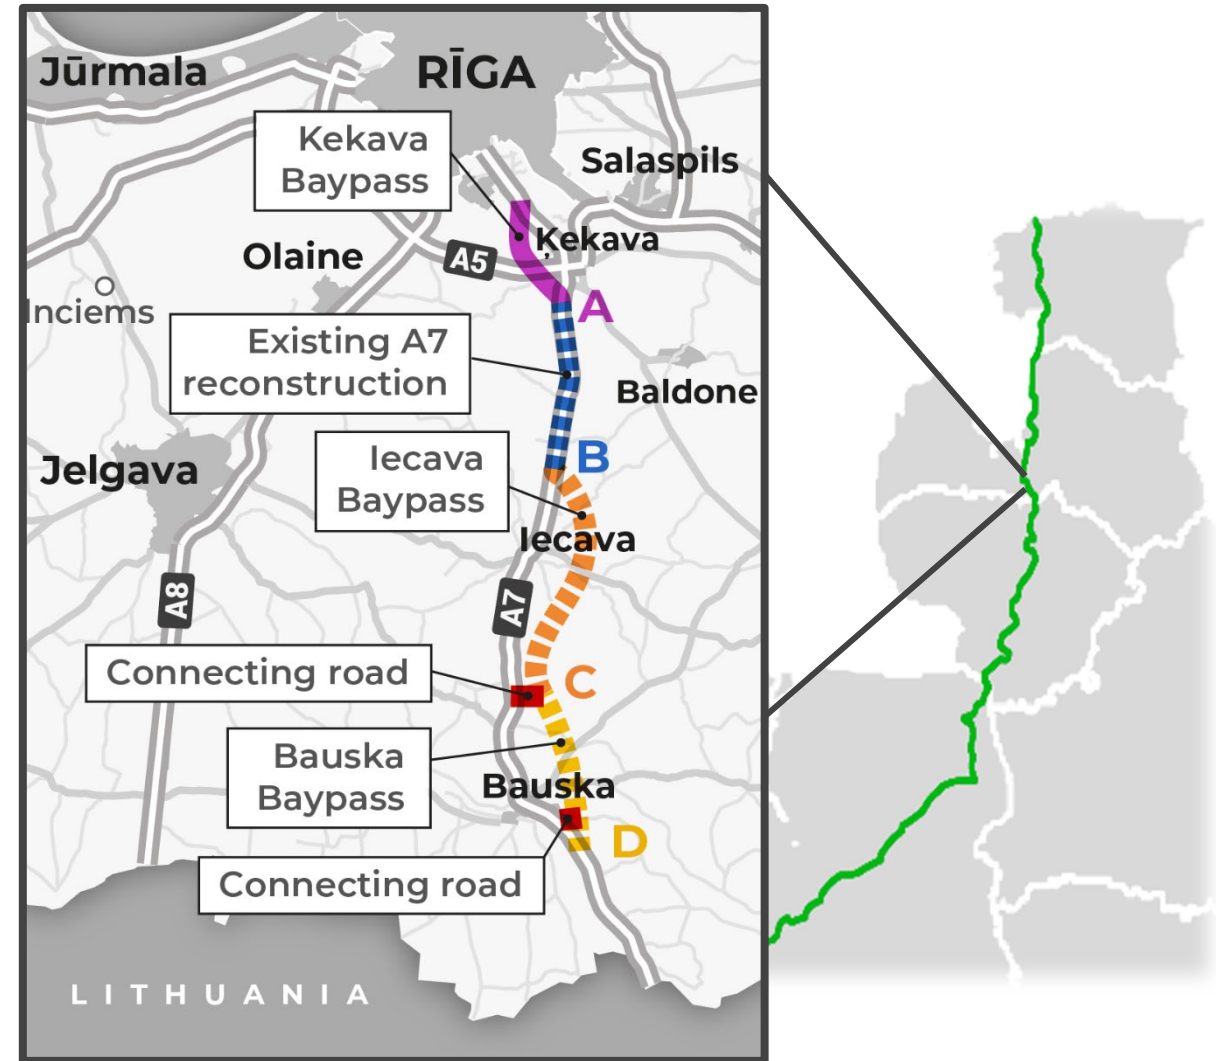 Jūrmala
RĪGA
Kekava
Baypass
Salaspils
Ķekava
Olaine
A5
Inciems
A
Existing A7
reconstruction
Baldone
Iecava
Baypass
B
Jelgava
Iecava
A8
A7
Connecting road
C
Bauska
Baypass
Bauska
D
Connecting road
LITHUANIA